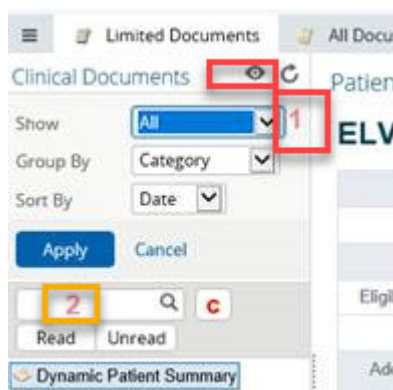 Limited Documents All Docu
Clinical Documents Patien
Show All 1 ELV
Group By Category
Sort By Date
Apply Cancel
2 c Eligi
Read Unread
Dynamic Patient Summary Ad